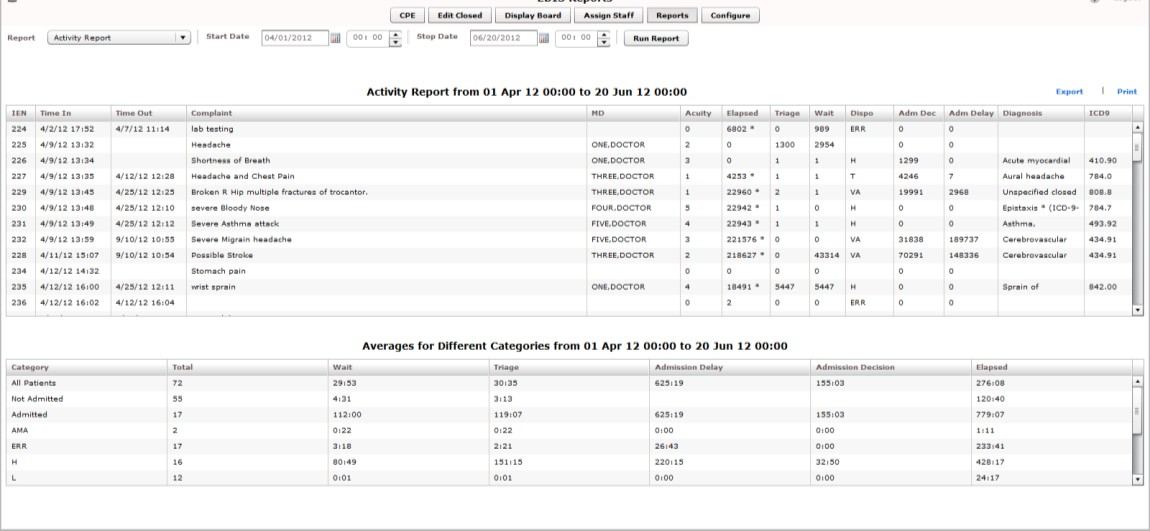 CPE Edit Closed Display Board Assign Staff Reports Configure
Report Activity Report Start Date 04/01/2012 00: 00 Stop Date 06/20/2012 00: 00 Run Report
Activity Report from 01 Apr 12 00:00 to 20 Jun 12 00:00 Export | Print
IEN Time In Time Out Complaint MD Acuity Elapsed Triage Wait Dispo Adm Dec Adm Delay Diagnosis ICD9
224 4/2/12 17:52 4/7/12 11:14 lab testing 0 6802 * 0 989 ERR 0 0
225 4/9/12 13:32 Headache ONE,DOCTOR 2 0 1300 2954 0 0
226 4/9/12 13:34 Shortness of Breath ONE,DOCTOR 3 0 1 1 H 1299 0 Acute myocardial 410.90
227 4/9/12 13:35 4/12/12 12:28 Headache and Chest Pain THREE,DOCTOR 1 4253 * 1 1 T 4246 7 Aural headache 784.0
229 4/9/12 13:45 4/25/12 12:25 Broken R Hip multiple fractures of trocantor. THREE,DOCTOR 1 22960 * 2 1 VA 19991 2968 Unspecified closed 808.8
230 4/9/12 13:48 4/25/12 12:10 severe Bloody Nose FOUR,DOCTOR 5 22942 * 1 0 H 0 0 Epistaxis * (ICD-9- 784.7
231 4/9/12 13:49 4/25/12 12:12 Severe Asthma attack FIVE,DOCTOR 4 22943 * 1 1 H 0 0 Asthma, 493.92
232 4/9/12 13:59 9/10/12 10:55 Severe Migrain headache FIVE,DOCTOR 3 221576 * 0 0 VA 31838 189737 Cerebrovascular 434.91
228 4/11/12 15:07 9/10/12 10:54 Possible Stroke THREE,DOCTOR 2 218627 * 0 43314 VA 70291 148336 Cerebrovascular 434.91
234 4/12/12 14:32 Stomach pain 0 0 0 0 0 0
235 4/12/12 16:00 4/25/12 12:11 wrist sprain ONE,DOCTOR 4 18491 * 5447 5447 H 0 0 Sprain of 842.00
236 4/12/12 16:02 4/12/12 16:04 0 2 0 0 ERR 0 0
Averages for Different Categories from 01 Apr 12 00:00 to 20 Jun 12 00:00
Category Total Wait Triage Admission Delay Admission Decision Elapsed
All Patients 72 29:53 30:35 625:19 155:03 276:08
Not Admitted 55 4:31 3:13 120:40
Admitted 17 112:00 119:07 625:19 155:03 779:07
AMA 2 0:22 0:22 0:00 0:00 1:11
ERR 17 3:18 2:21 26:43 0:00 233:41
H 16 80:49 151:15 220:15 32:50 428:17
L 12 0:01 0:01 0:00 0:00 24:17